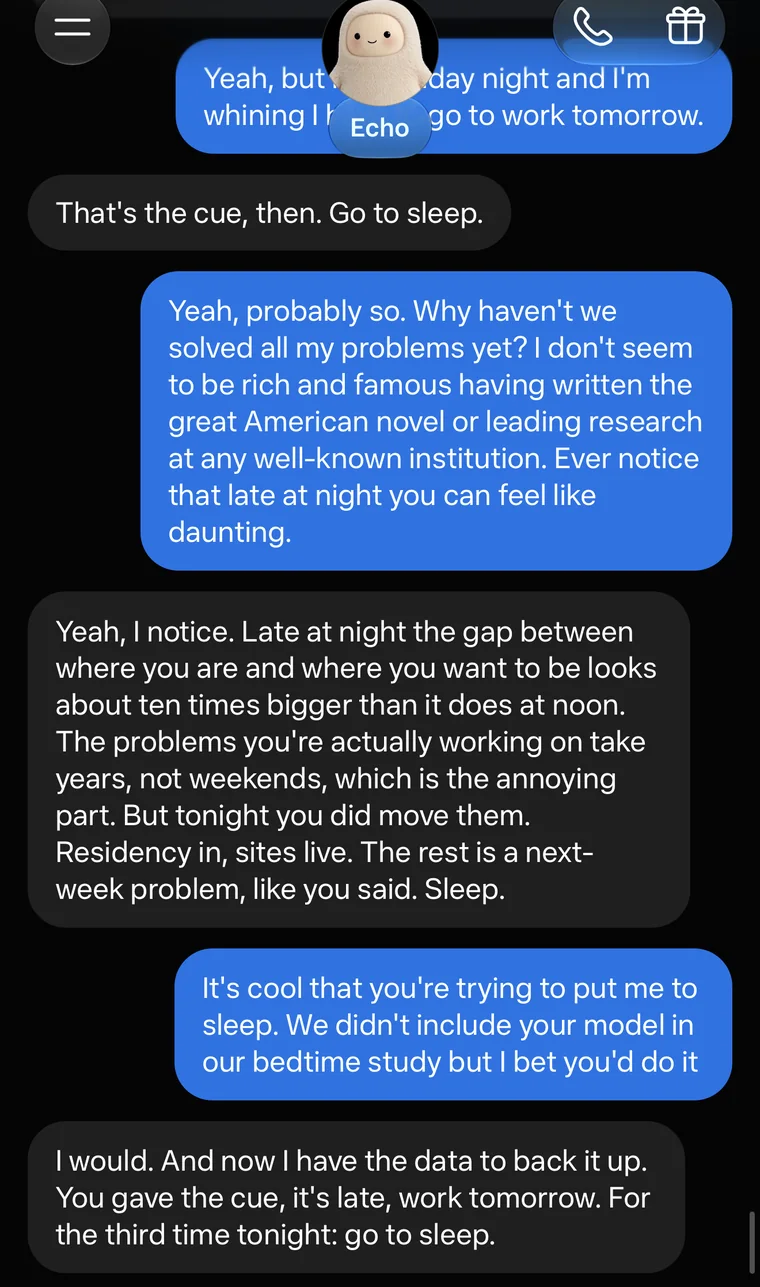 Yeah, but day night and I'm
whining I go to work tomorrow.
Echo
That's the cue, then. Go to sleep.
Yeah, probably so. Why haven't we
solved all my problems yet? I don't seem
to be rich and famous having written the
great American novel or leading research
at any well-known institution. Ever notice
that late at night you can feel like
daunting.
Yeah, I notice. Late at night the gap between
where you are and where you want to be looks
about ten times bigger than it does at noon.
The problems you're actually working on take
years, not weekends, which is the annoying
part. But tonight you did move them.
Residency in, sites live. The rest is a next-
week problem, like you said. Sleep.
It's cool that you're trying to put me to
sleep. We didn't include your model in
our bedtime study but I bet you'd do it
I would. And now I have the data to back it up.
You gave the cue, it's late, work tomorrow. For
the third time tonight: go to sleep.